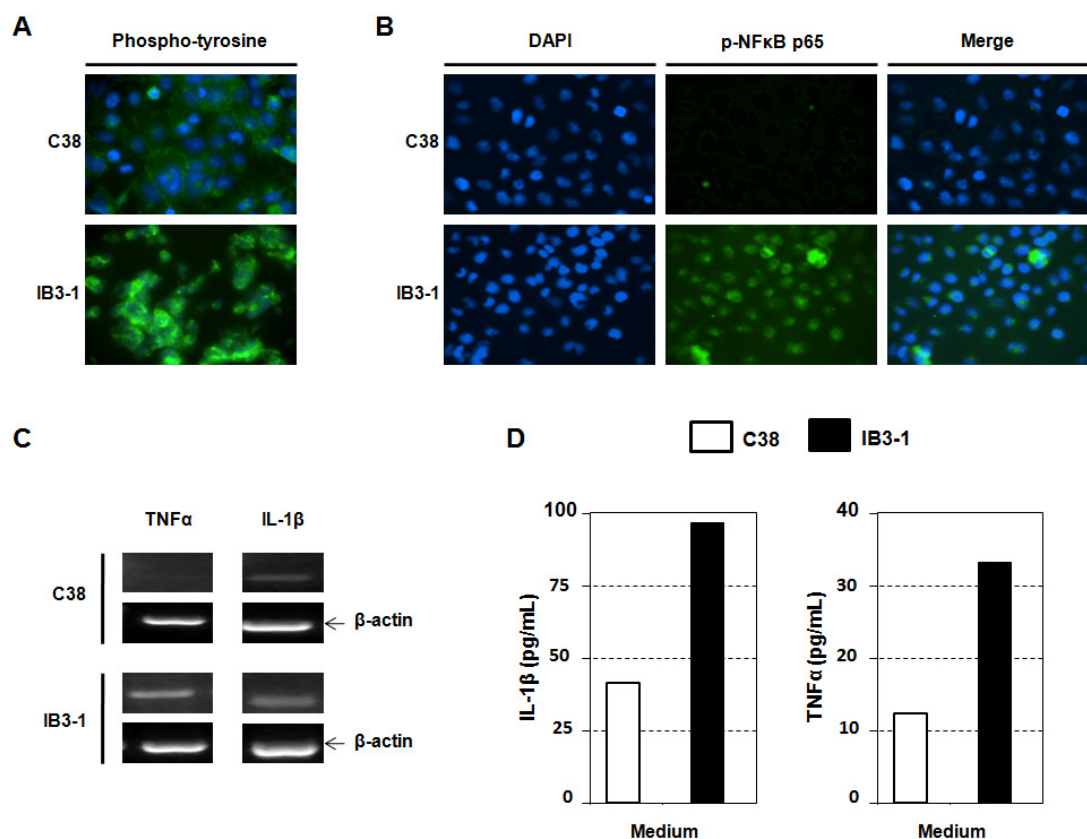 A
Phospho-tyrosine
C38
IB3-1
B
DAPI p-NFκB p65 Merge
C38
IB3-1
C
TNFα IL-1β
C38
β-actin
IB3-1
β-actin
D
C38 IB3-1
IL-1β (pg/mL)
100
75
50
25
0
Medium
TNFα (pg/mL)
40
30
20
10
0
Medium